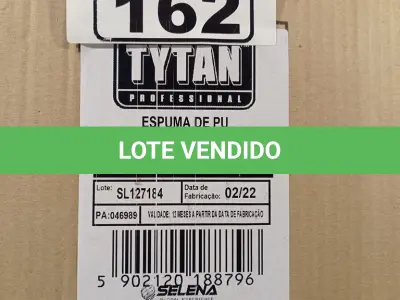 162
TYTAN
PROFESSIONAL
ESPUMA DE PU
LOTE VENDIDO
Lote: SL127184 Data de Fabricação: 02/22
PA:046989 VALIDADE: 12 MESES A PARTIR DA DATA DE FABRICAÇÃO
5 902120 188796
SELENA